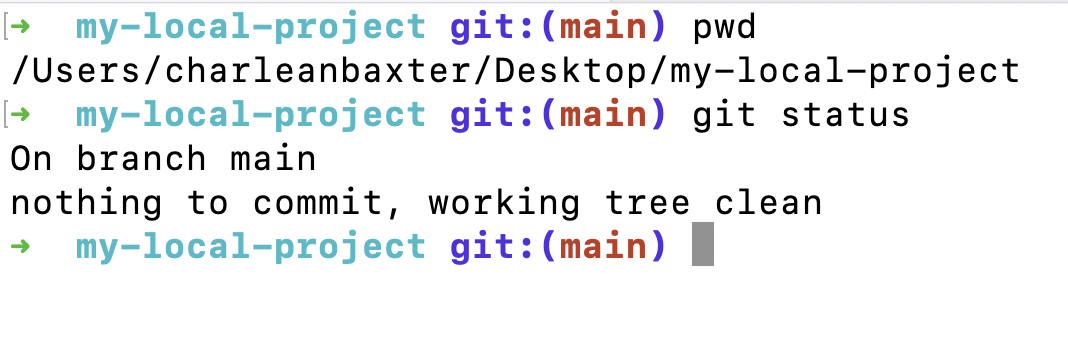 ➜ my-local-project git:(main) pwd
/Users/charleanbaxter/Desktop/my-local-project
➜ my-local-project git:(main) git status
On branch main
nothing to commit, working tree clean
➜ my-local-project git:(main)